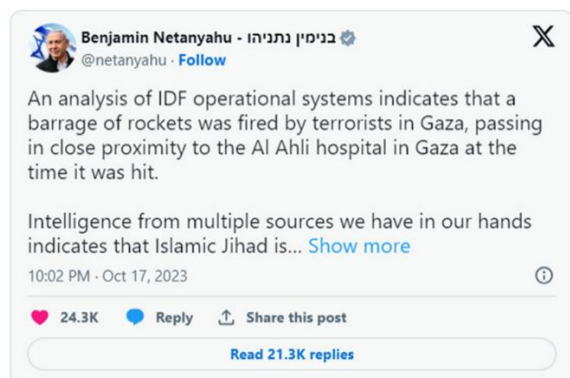 Benjamin Netanyahu - בנימין נתניהו
@netanyahu · Follow
An analysis of IDF operational systems indicates that a
barrage of rockets was fired by terrorists in Gaza, passing
in close proximity to the Al Ahli hospital in Gaza at the
time it was hit.
Intelligence from multiple sources we have in our hands
indicates that Islamic Jihad is... Show more
10:02 PM · Oct 17, 2023
24.3K Reply Share this post
Read 21.3K replies